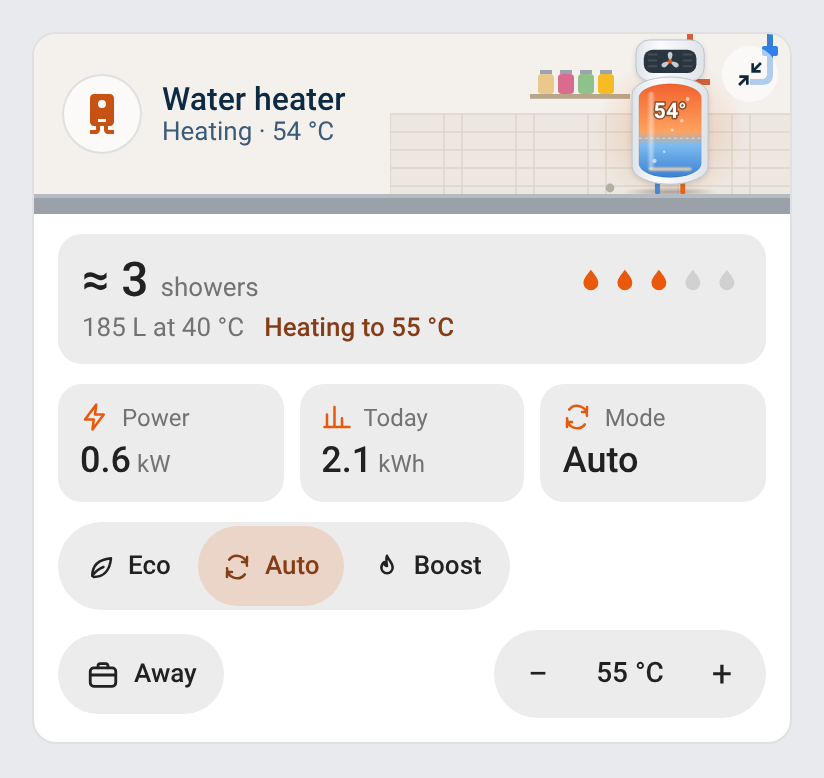 Water heater
Heating · 54 °C
54°
≈ 3 showers
185 L at 40 °C Heating to 55 °C
Power
0.6 kW
Today
2.1 kWh
Mode
Auto
Eco
Auto
Boost
Away
− 55 °C +